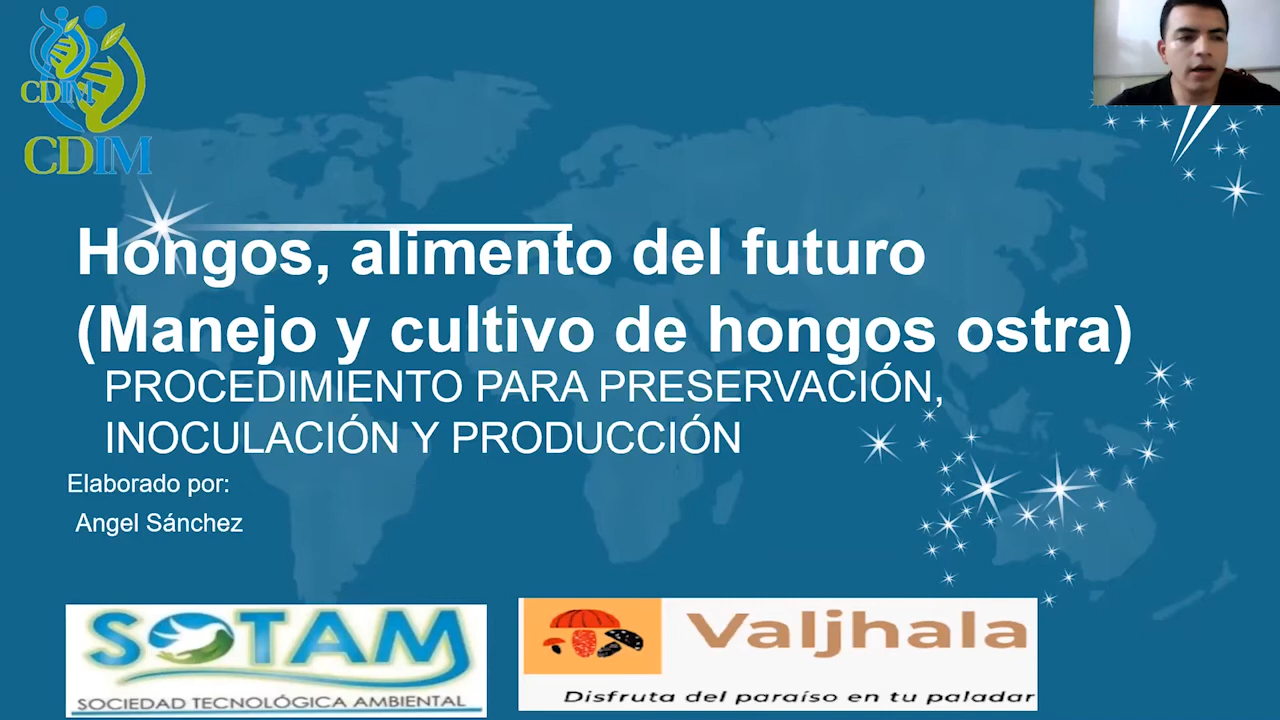 CDIM
CDIM
Hongos, alimento del futuro
(Manejo y cultivo de hongos ostra)
PROCEDIMIENTO PARA PRESERVACIÓN,
INOCULACIÓN Y PRODUCCIÓN
Elaborado por:
Angel Sánchez
SOTAM
SOCIEDAD TECNOLÓGICA AMBIENTAL
Valjhala
Disfruta del paraíso en tu paladar